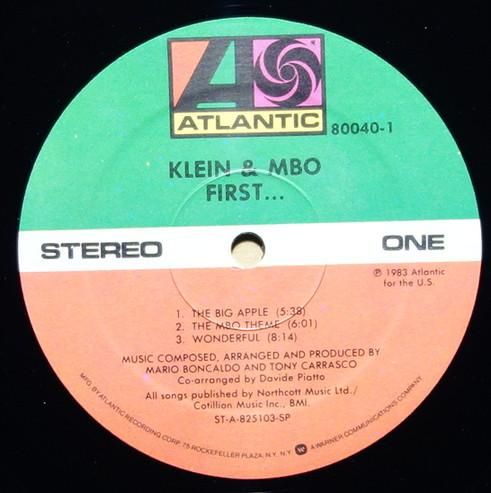 ATLANTIC
80040-1
KLEIN & MBO
FIRST...
STEREO
ONE
℗ 1983 Atlantic
for the U.S.
1. THE BIG APPLE (5:38)
2. THE MBO THEME (6:01)
3. WONDERFUL (8:14)
MUSIC COMPOSED, ARRANGED AND PRODUCED BY
MARIO BONCALDO AND TONY CARRASCO
Co-arranged by Davide Piatto
All songs published by Northcott Music Ltd./
Cotillion Music Inc., BMI.
ST-A-825103-SP
MFG. BY ATLANTIC RECORDING CORP. 75 ROCKEFELLER PLAZA, N.Y. N.Y. A WARNER COMMUNICATIONS COMPANY